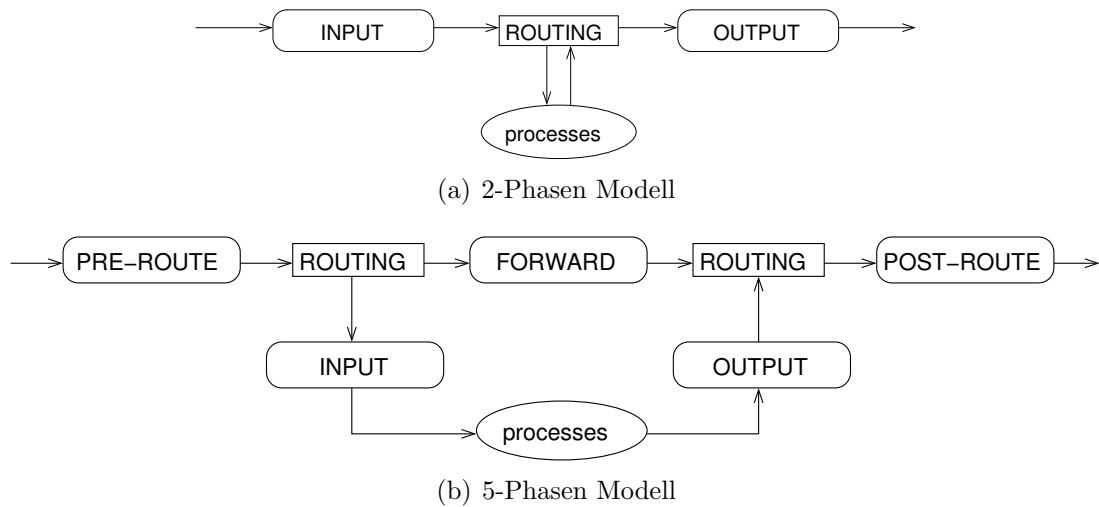 INPUT ROUTING OUTPUT
processes
(a) 2-Phasen Modell
PRE−ROUTE ROUTING FORWARD ROUTING POST−ROUTE
INPUT OUTPUT
processes
(b) 5-Phasen Modell